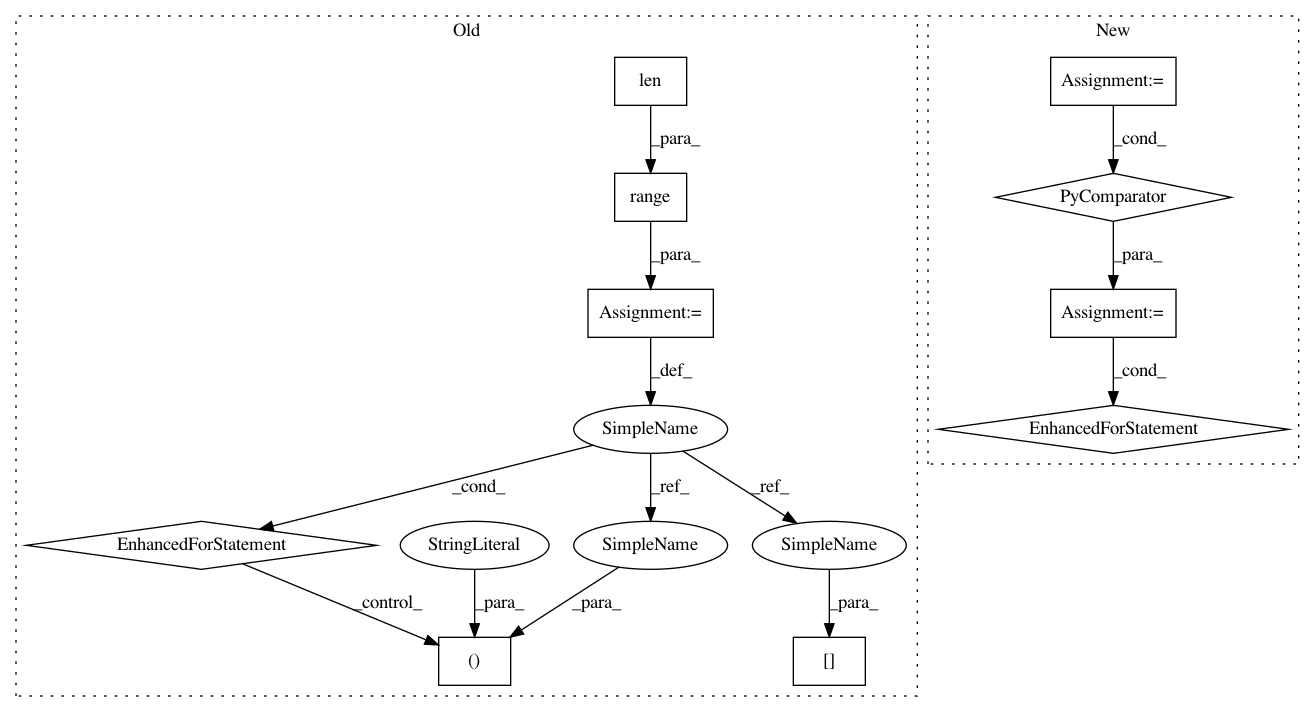 Old
New
len
Assignment:=
_para_
_cond_
range
PyComparator
_para_
_para_
Assignment:=
Assignment:=
_def_
_cond_
SimpleName
EnhancedForStatement
_cond_
_ref_
_ref_
EnhancedForStatement
StringLiteral
SimpleName
SimpleName
_control_
_para_
_para_
_para_
()
[]